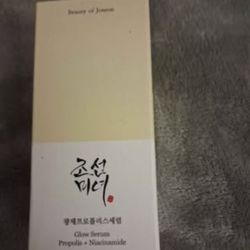 Beauty of Joseon
조선
미녀
광채프로폴리스세럼
Glow Serum
Propolis + Niacinamide